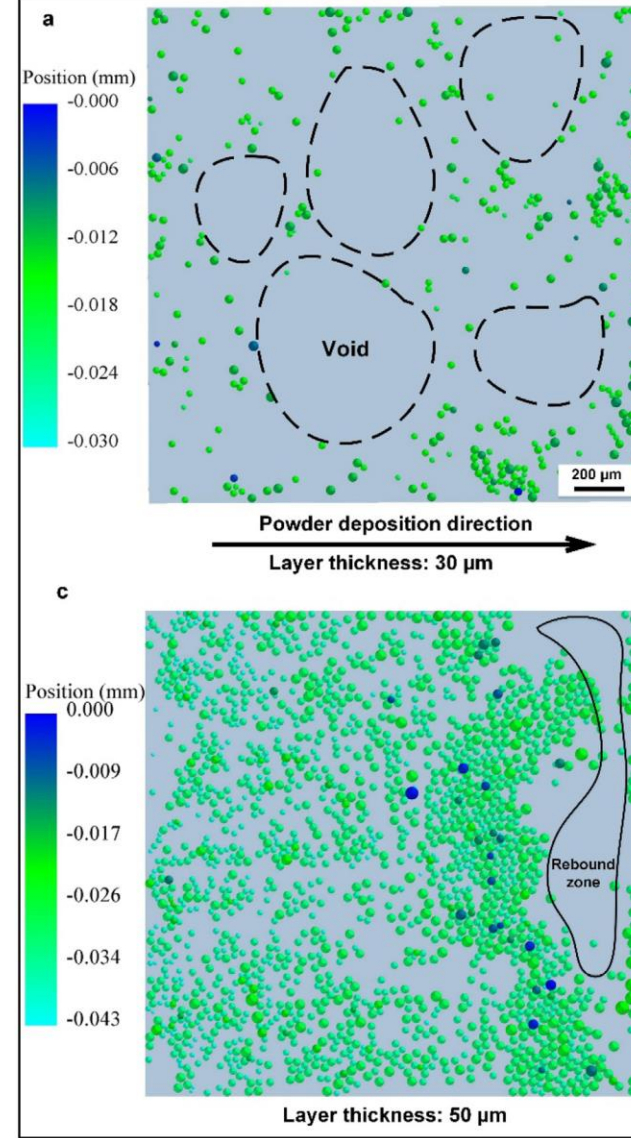 a
Position (mm)
-0.000
-0.006
-0.012
-0.018
-0.024
-0.030
Void
200 µm
Powder deposition direction
Layer thickness: 30 µm
c
Position (mm)
0.000
-0.009
-0.017
-0.026
-0.034
-0.043
Rebound
zone
Layer thickness: 50 µm